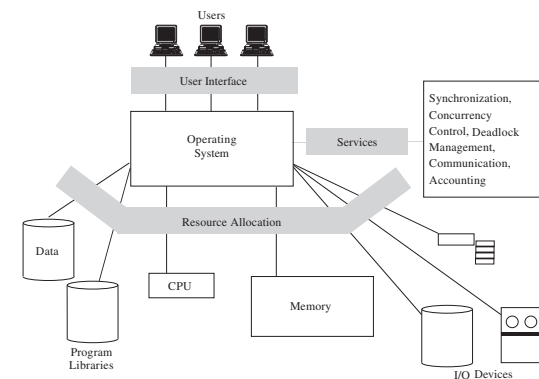 Users
User Interface
Operating
System
Services
Synchronization,
Concurrency
Control, Deadlock
Management,
Communication,
Accounting
Resource Allocation
Data
CPU
Memory
Program
Libraries
I/O Devices